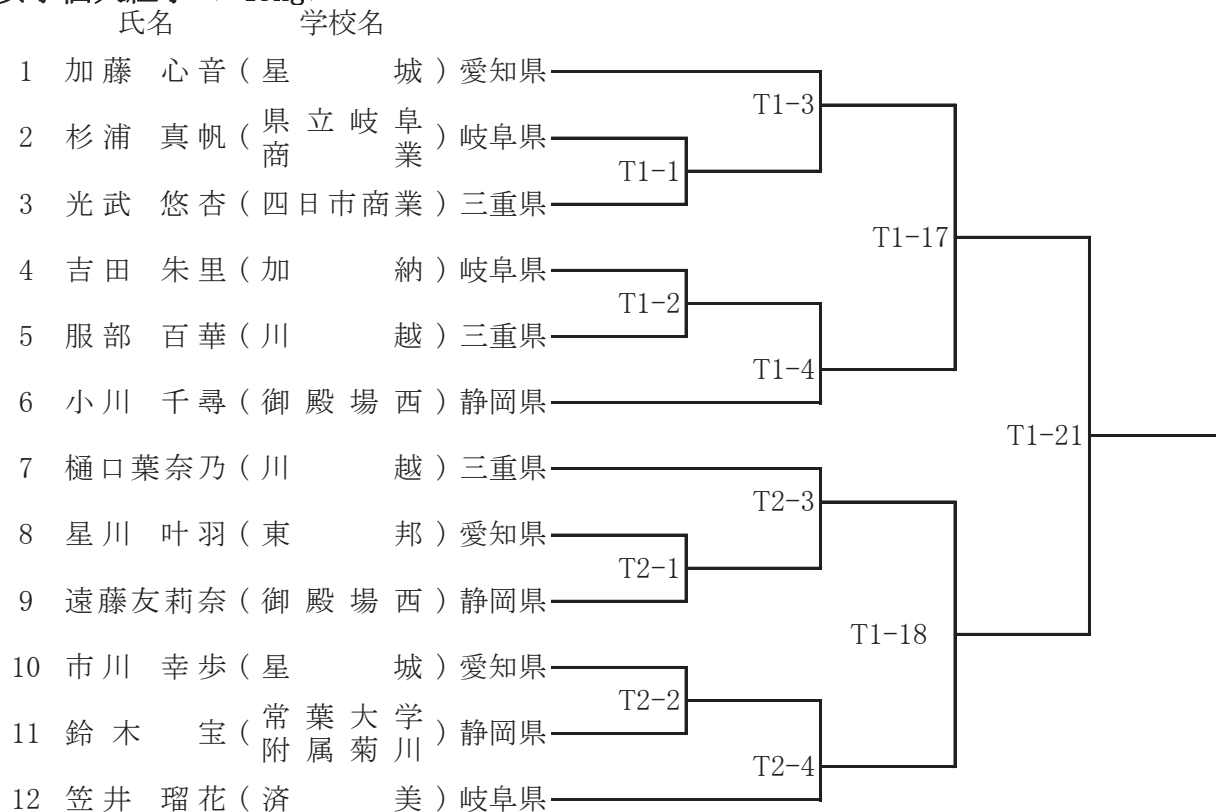 氏名 学校名
1 加藤 心音 ( 星 城 ) 愛知県
T1-3
2 杉浦 真帆 ( 県立岐阜商業 ) 岐阜県
T1-1
3 光武 悠杏 ( 四日市商業 ) 三重県
T1-17
4 吉田 朱里 ( 加 納 ) 岐阜県
T1-2
5 服部 百華 ( 川 越 ) 三重県
T1-4
6 小川 千尋 ( 御殿場西 ) 静岡県
T1-21
7 樋口葉奈乃 ( 川 越 ) 三重県
T2-3
8 星川 叶羽 ( 東 邦 ) 愛知県
T2-1
9 遠藤友莉奈 ( 御殿場西 ) 静岡県
T1-18
10 市川 幸歩 ( 星 城 ) 愛知県
T2-2
11 鈴木 宝 ( 常葉大学附属菊川 ) 静岡県
T2-4
12 笠井 瑠花 ( 済 美 ) 岐阜県